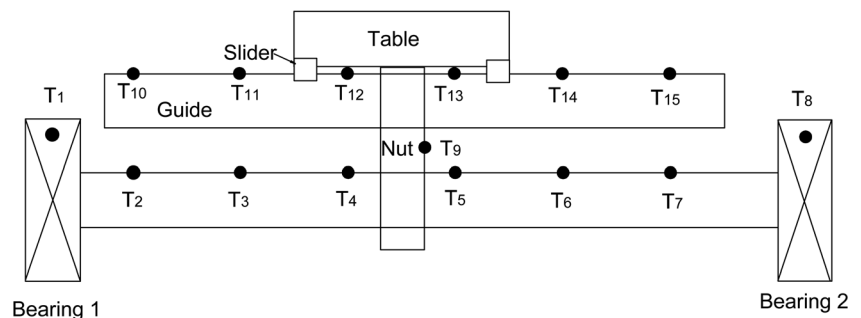 Table
Slider
T10 T11 T12 T13 T14 T15
T1
Guide
T8
Nut T9
T2 T3 T4 T5 T6 T7
Bearing 1
Bearing 2